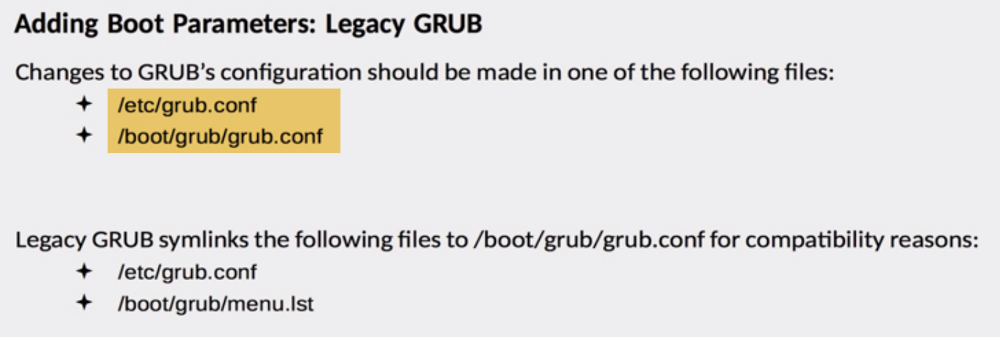 Adding Boot Parameters: Legacy GRUB
Changes to GRUB's configuration should be made in one of the following files:
/etc/grub.conf
/boot/grub/grub.conf
Legacy GRUB symlinks the following files to /boot/grub/grub.conf for compatibility reasons:
/etc/grub.conf
/boot/grub/menu.lst